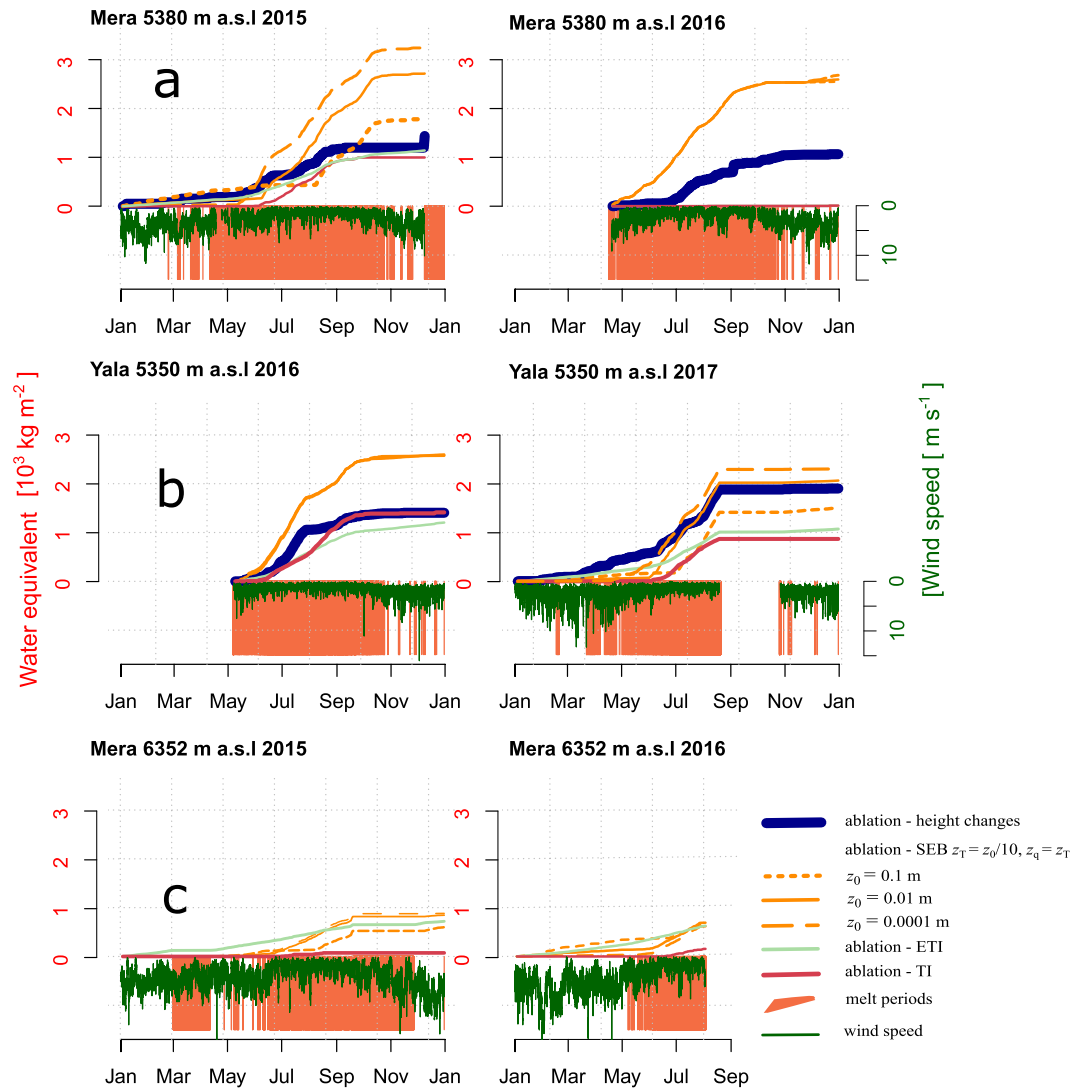 Mera 5380 m a.s.l 2015
Mera 5380 m a.s.l 2016
a
3
2
1
0
3
2
1
0
0
10
Jan Mar May Jul Sep Nov Jan
Jan Mar May Jul Sep Nov Jan
Yala 5350 m a.s.l 2016
Yala 5350 m a.s.l 2017
Water equivalent [10³ kg m⁻²]
[Wind speed [ m s⁻¹ ]
b
3
2
1
0
3
2
1
0
0
10
Jan Mar May Jul Sep Nov Jan
Jan Mar May Jul Sep Nov Jan
Mera 6352 m a.s.l 2015
Mera 6352 m a.s.l 2016
c
3
2
1
0
3
2
1
0
Jan Mar May Jul Sep Nov Jan
Jan Mar May Jul Sep
ablation - height changes
ablation - SEB z_T = z_0/10, z_q = z_T
z_0 = 0.1 m
z_0 = 0.01 m
z_0 = 0.0001 m
ablation - ETI
ablation - TI
melt periods
wind speed